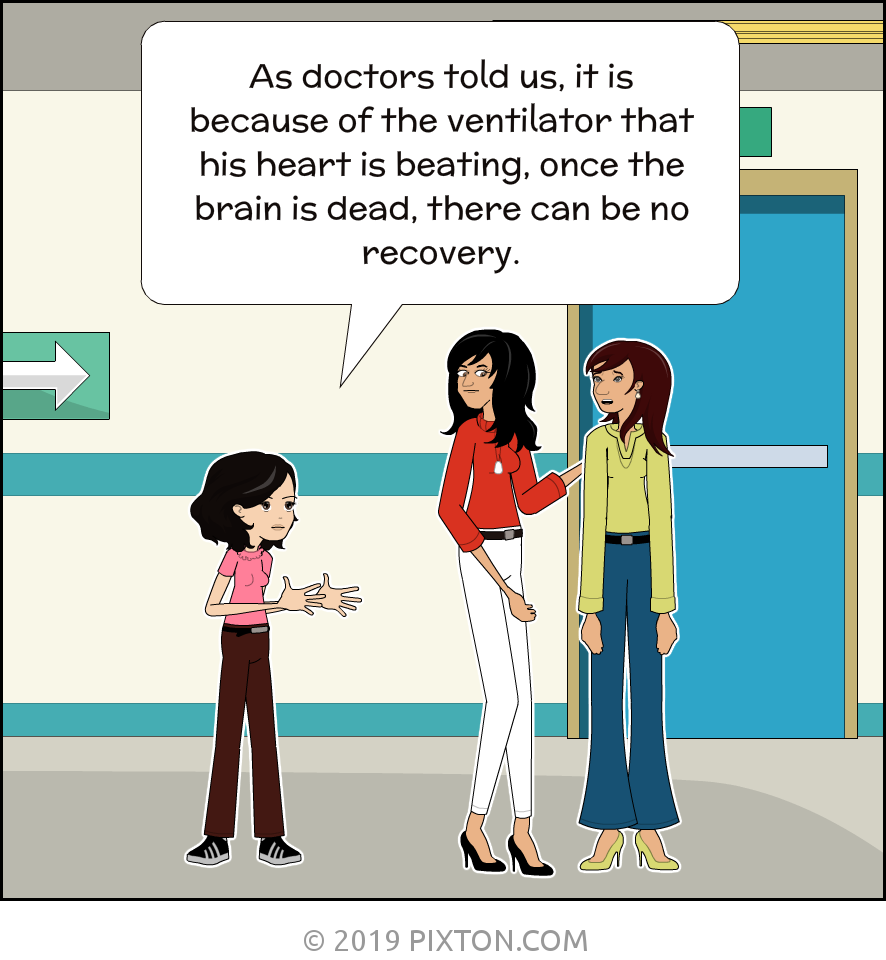 As doctors told us, it is
because of the ventilator that
his heart is beating, once the
brain is dead, there can be no
recovery.
© 2019 PIXTON.COM